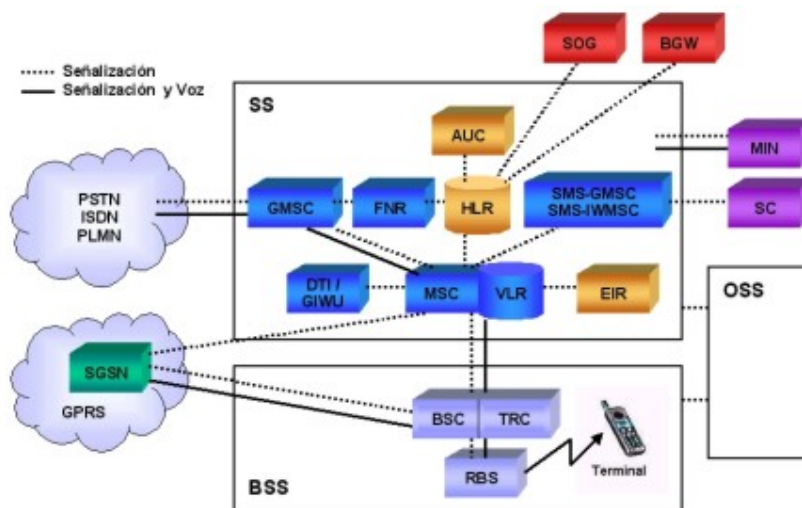 SOG
BGW
Señalización
Señalización y Voz
SS
AUC
MIN
PSTN
ISDN
PLMN
GMSC
FNR
HLR
SMS-GMSC
SMS-IWMSC
SC
DTI /
GIWU
MSC
VLR
EIR
OSS
SGSN
GPRS
BSC
TRC
RBS
Terminal
BSS